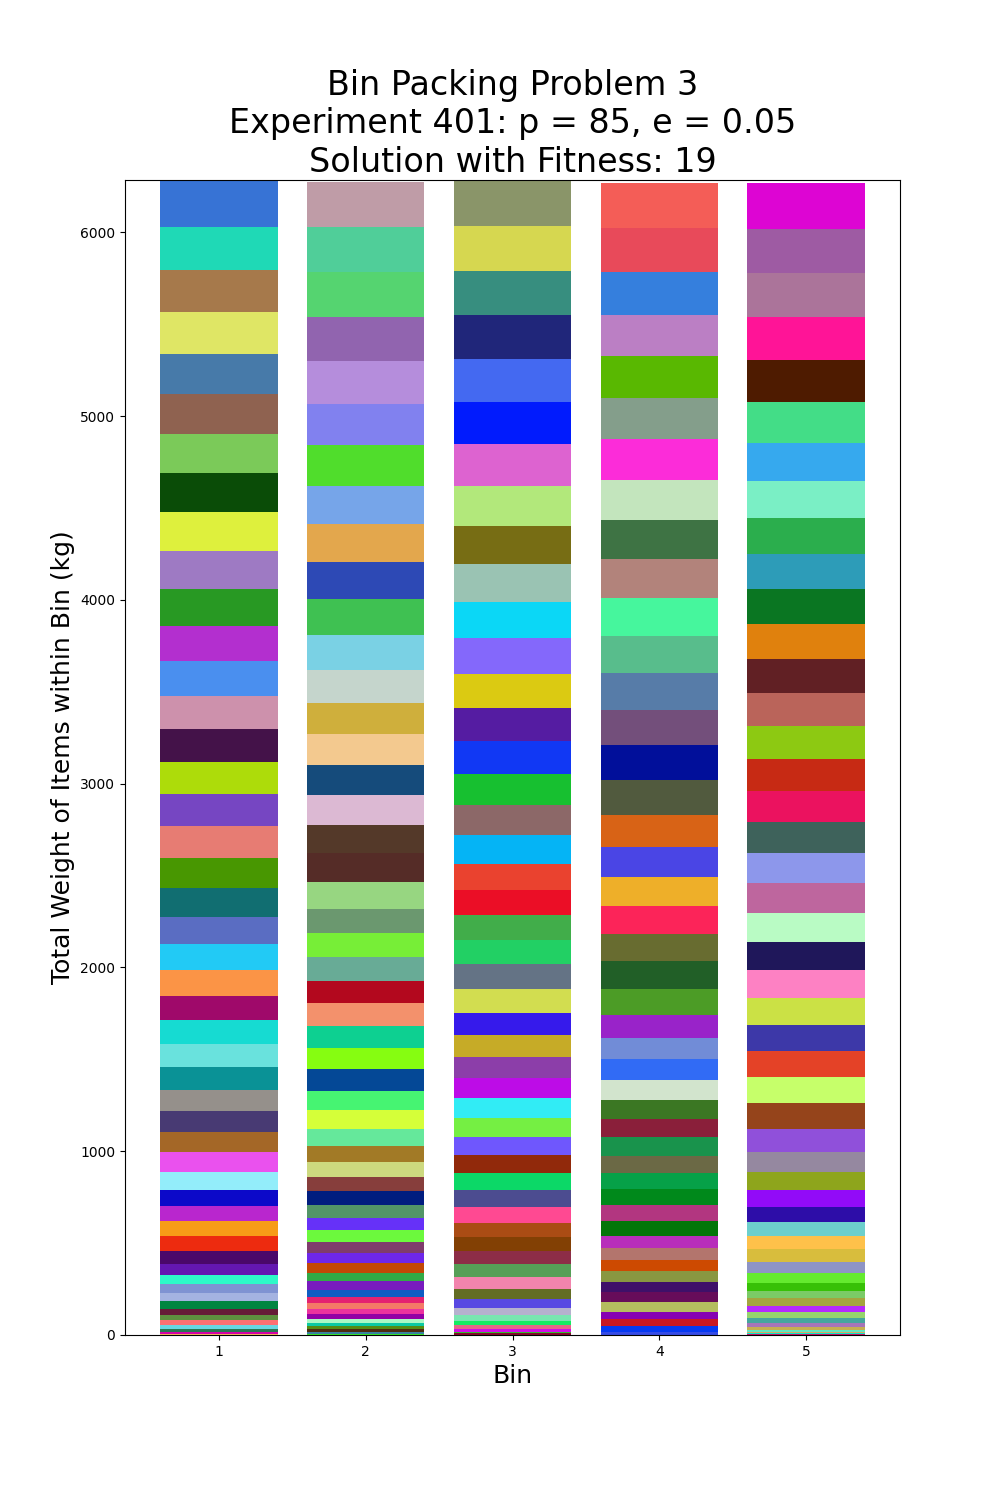 Bin Packing Problem 3
Experiment 401: p = 85, e = 0.05
Solution with Fitness: 19
Total Weight of Items within Bin (kg)
6000
5000
4000
3000
2000
1000
0
1 2 3 4 5
Bin